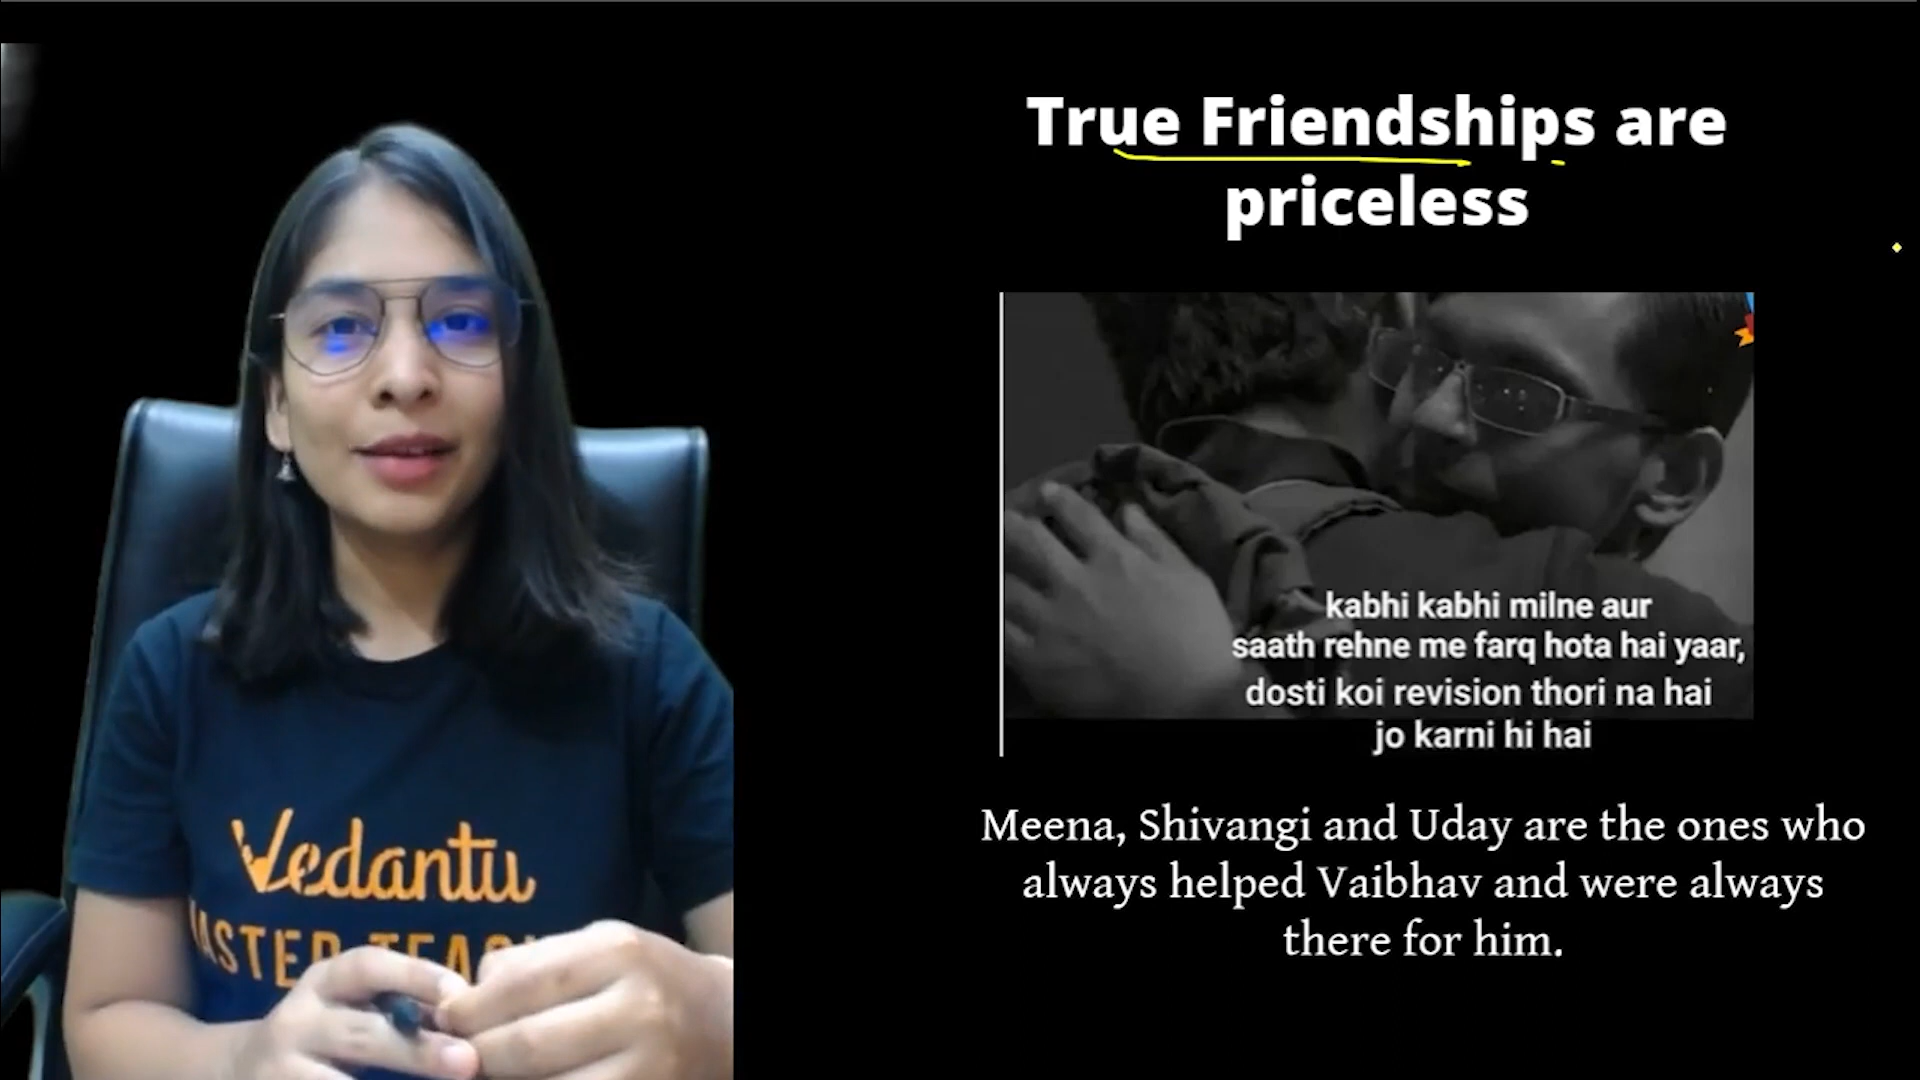 True Friendships are
priceless
kabhi kabhi milne aur
saath rehne me farq hota hai yaar,
dosti koi revision thori na hai
jo karni hi hai
Meena, Shivangi and Uday are the ones who
always helped Vaibhav and were always
there for him.
Vedantu